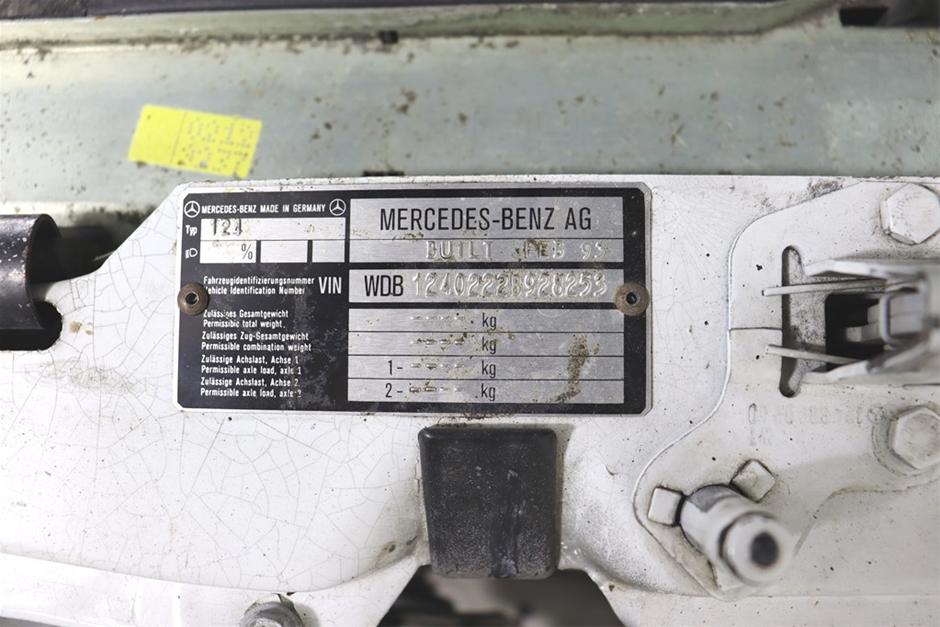 MERCEDES-BENZ MADE IN GERMANY
Typ 124
%
MERCEDES-BENZ AG
BUILT FEB 93
Fahrzeugidentifizierungsnummer
Vehicle Identification Number
VIN
WDB
Zulässiges Gesamtgewicht
Permissible total weight.
----.kg
Zulässiges Zug-Gesamtgewicht
Permissible combination weight
----.kg
Zulässige Achslast, Achse 1
Permissible axle load, axle 1
1-----.kg
Zulässige Achslast, Achse 2
Permissible axle load, axle 2
2-----.kg